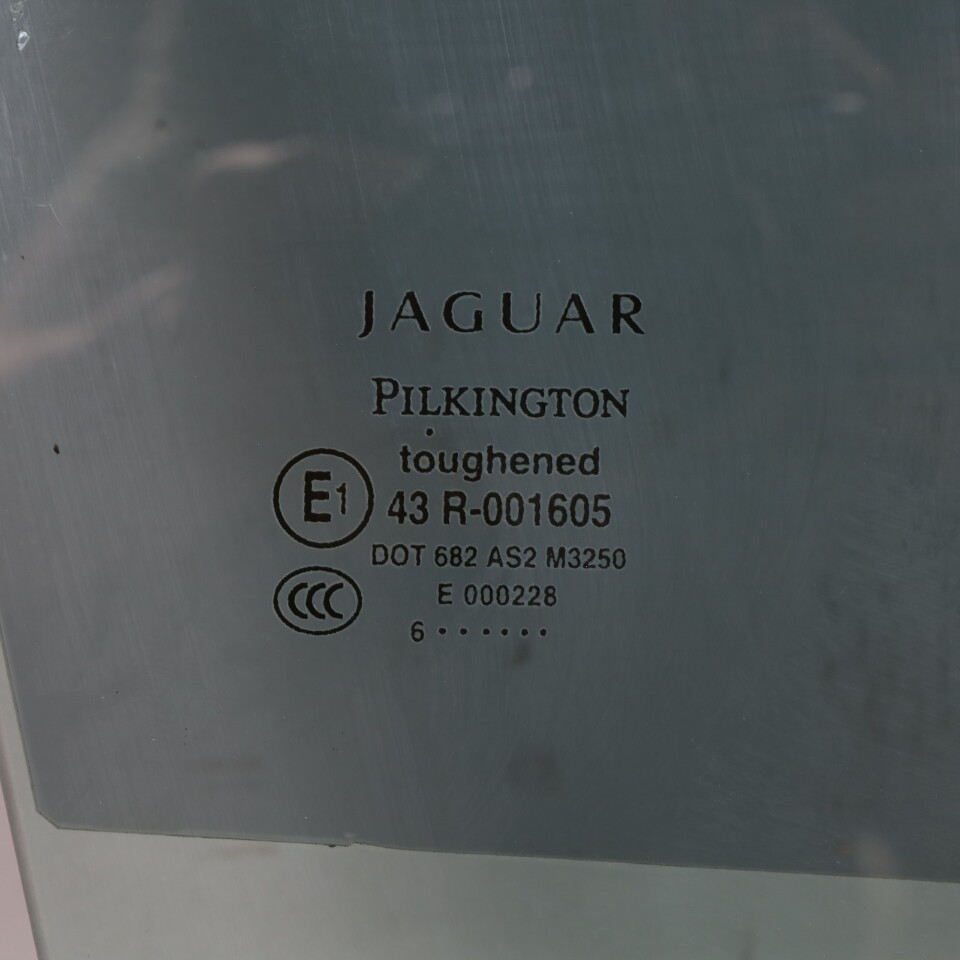 JAGUAR
PILKINGTON
toughened
E1 43 R-001605
DOT 682 AS2 M3250
CCC E 000228
6 · · · · · ·